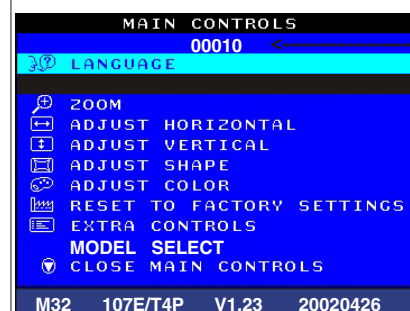 MAIN CONTROLS
00010
LANGUAGE
ZOOM
ADJUST HORIZONTAL
ADJUST VERTICAL
ADJUST SHAPE
ADJUST COLOR
RESET TO FACTORY SETTINGS
EXTRA CONTROLS
MODEL SELECT
CLOSE MAIN CONTROLS
M32 107E/T4P V1.23 20020426